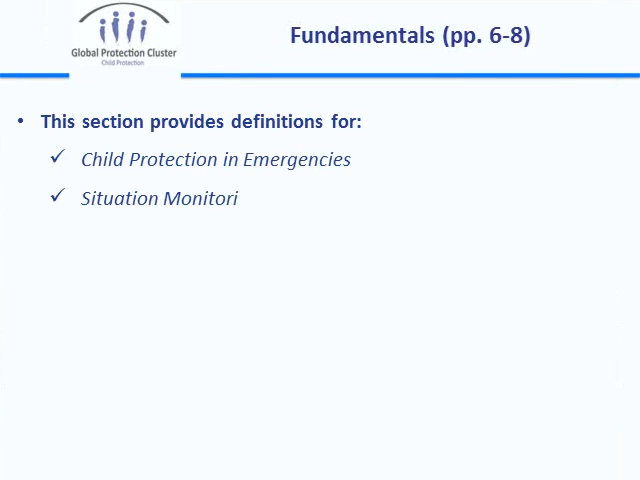 Global Protection Cluster
Child Protection
Fundamentals (pp. 6-8)
• This section provides definitions for:
✓ Child Protection in Emergencies
✓ Situation Monitori